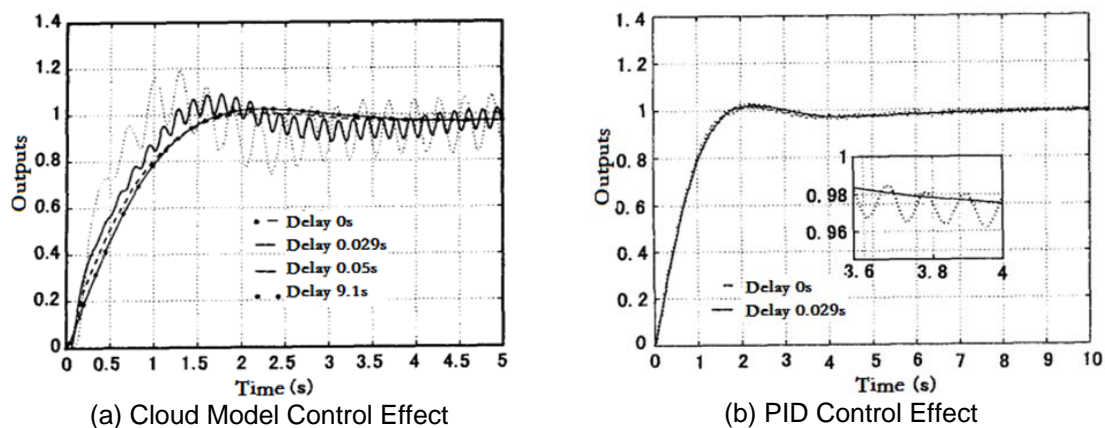 1.4
1.2
1
0.8
0.6
0.4
0.2
0
Outputs
• – Delay 0s
— Delay 0.029s
— Delay 0.05s
• • Delay 9.1s
0 0.5 1 1.5 2 2.5 3 3.5 4 4.5 5
Time (s)
(a) Cloud Model Control Effect
1.4
1.2
1
0.8
0.6
0.4
0.2
0
Outputs
1
0.98
0.96
3.6 3.8 4
-- Delay 0s
— Delay 0.029s
0 1 2 3 4 5 6 7 8 9 10
Time (s)
(b) PID Control Effect